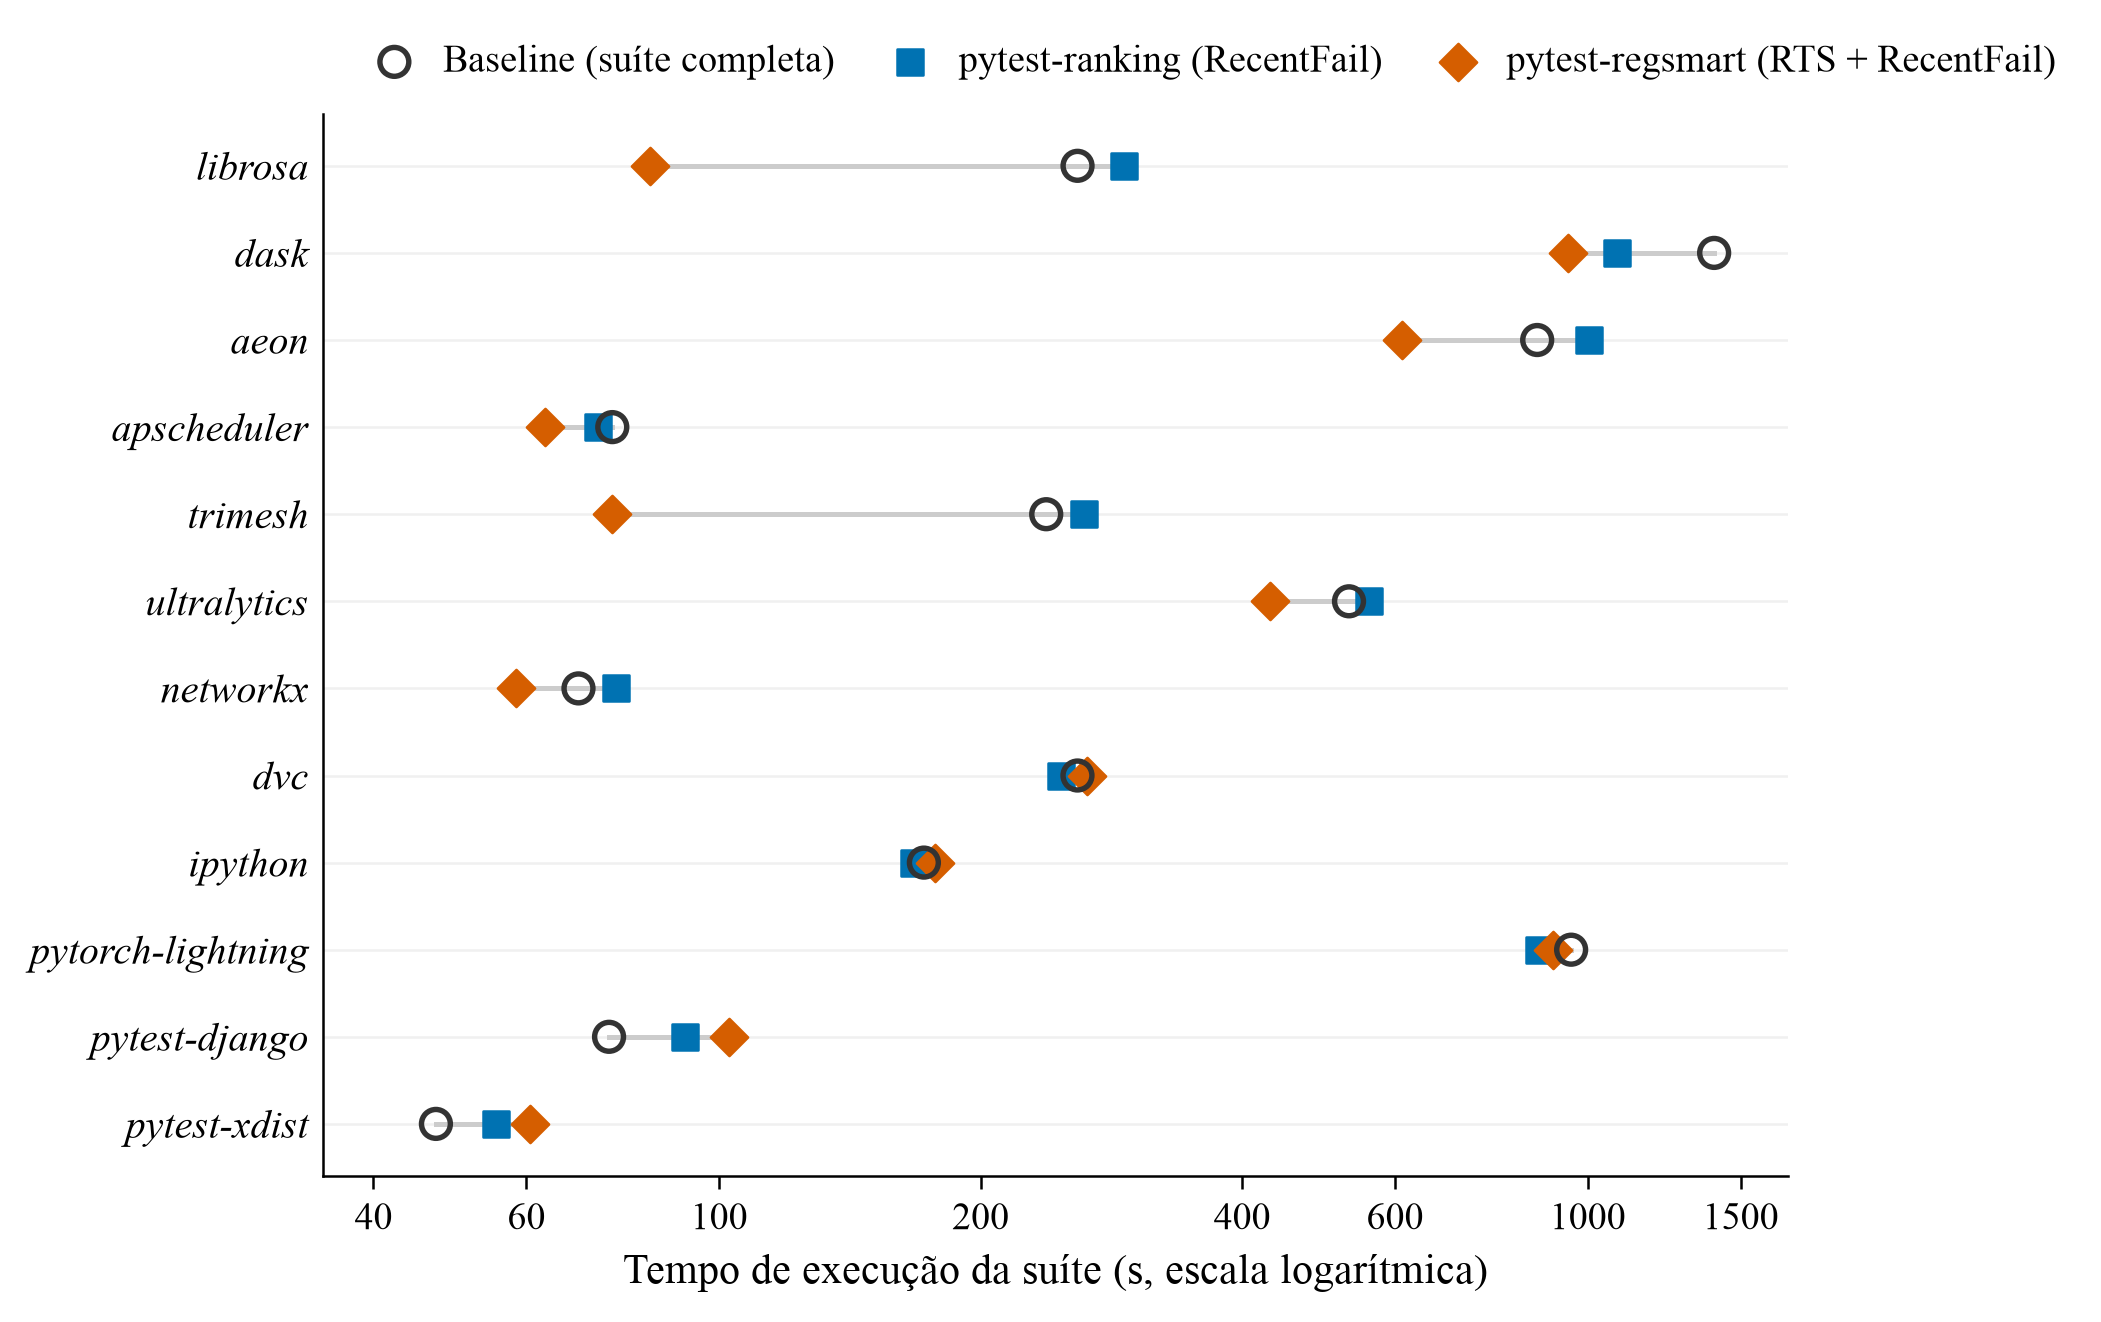 Baseline (suíte completa) pytest-ranking (RecentFail) pytest-regsmart (RTS + RecentFail)
librosa
dask
aeon
apscheduler
trimesh
ultralytics
networkx
dvc
ipython
pytorch-lightning
pytest-django
pytest-xdist
40 60 100 200 400 600 1000 1500
Tempo de execução da suíte (s, escala logarítmica)